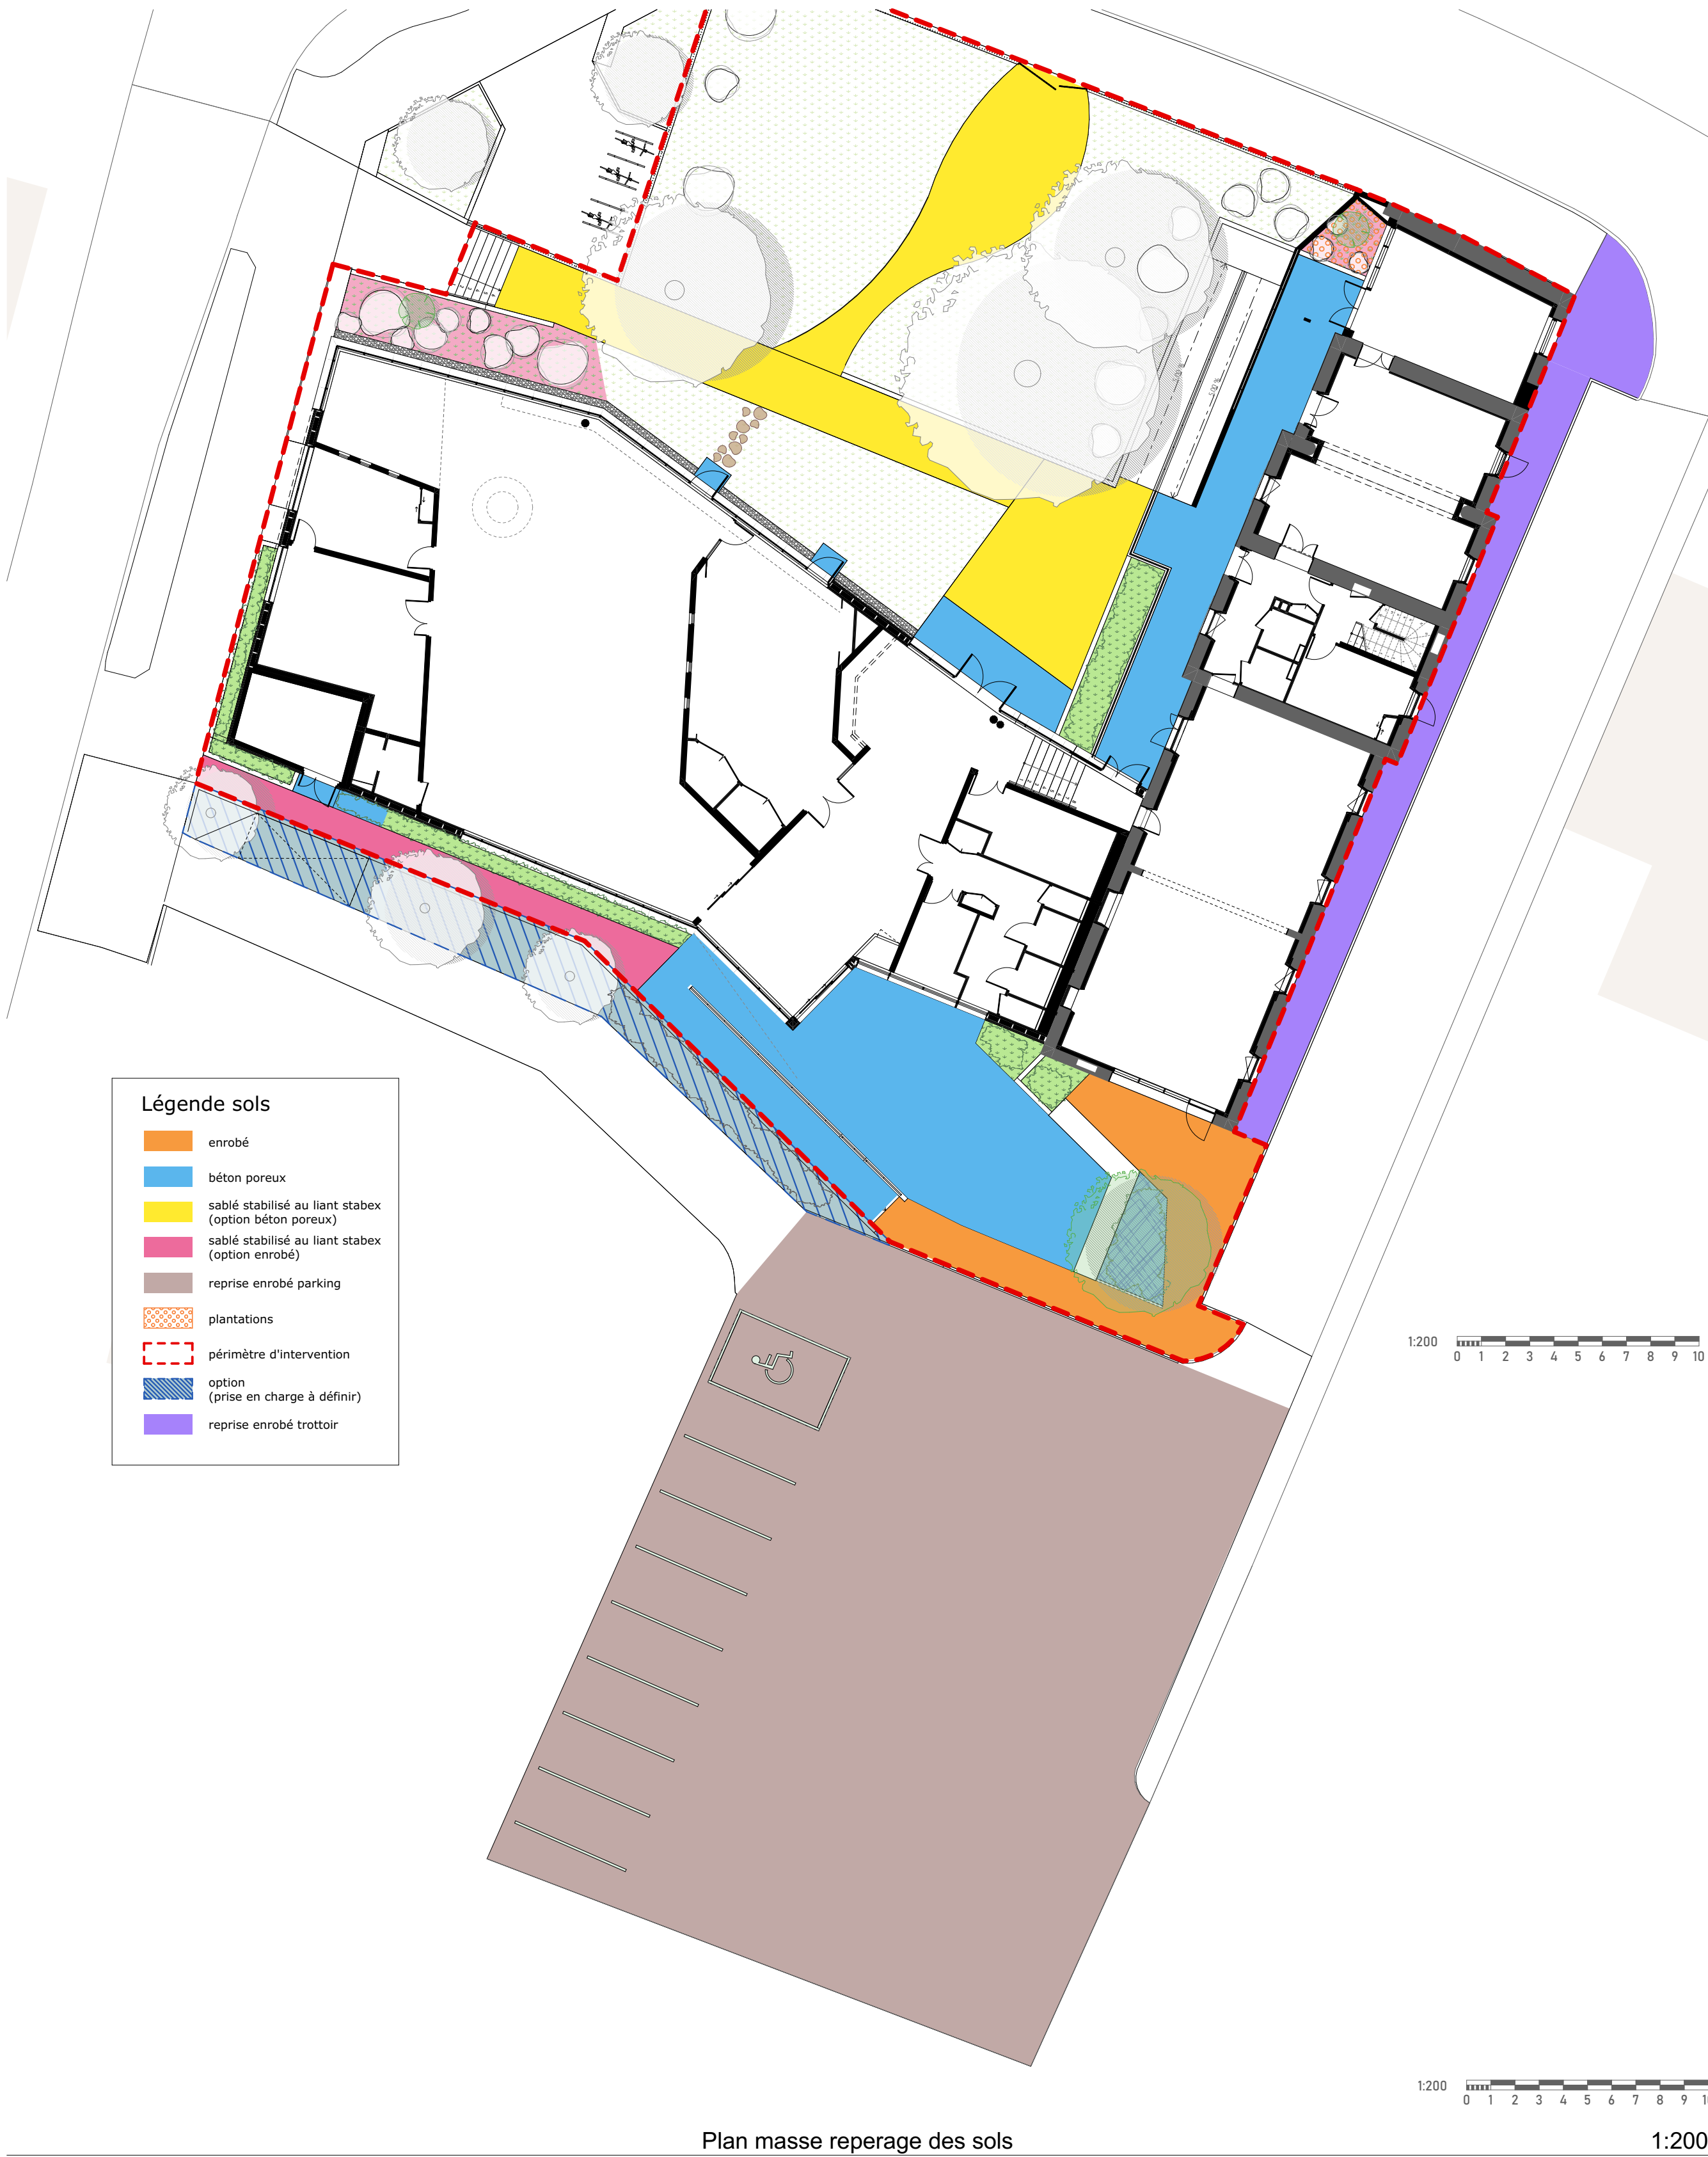 Légende sols
enrobé
béton poreux
sablé stabilisé au liant stabex
(option béton poreux)
sablé stabilisé au liant stabex
(option enrobé)
reprise enrobé parking
plantations
périmètre d'intervention
option
(prise en charge à définir)
reprise enrobé trottoir
1:200
0 1 2 3 4 5 6 7 8 9 10
1:200
0 1 2 3 4 5 6 7 8 9
Plan masse reperage des sols
1:200